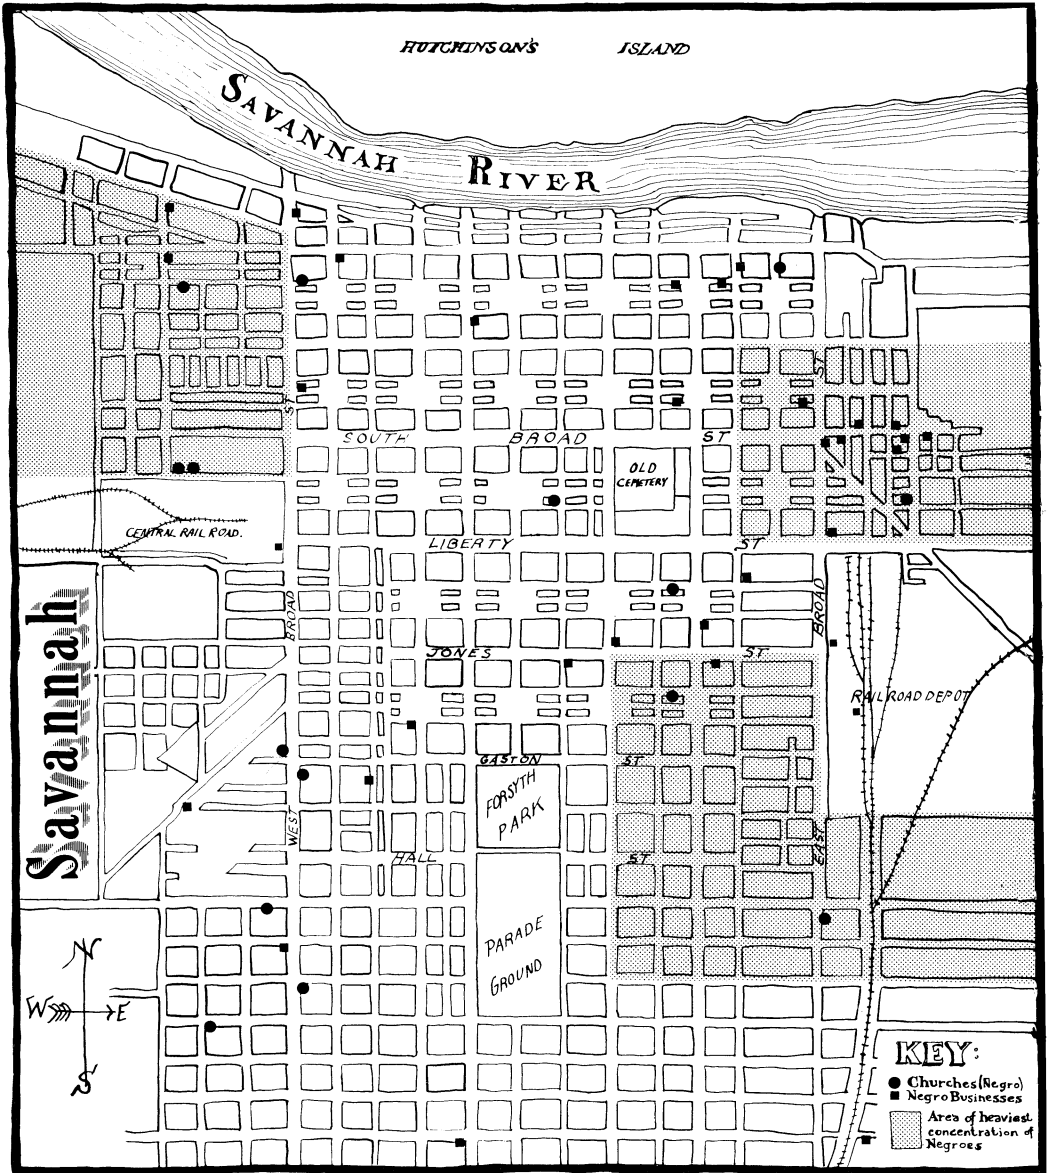 HUTCHINSON'S ISLAND
SAVANNAH RIVER
ST
ST
SOUTH BROAD ST
OLD
CEMETERY
CENTRAL RAIL ROAD.
LIBERTY ST
BROAD
BROAD
JONES ST
RAILROAD DEPOT
Savannah
GASTON ST
FORSYTH
PARK
WEST
EAST
HALL ST
PARADE
GROUND
N
W E
S
KEY:
Churches (Negro)
Negro Businesses
Area of heaviest
concentration of
Negroes